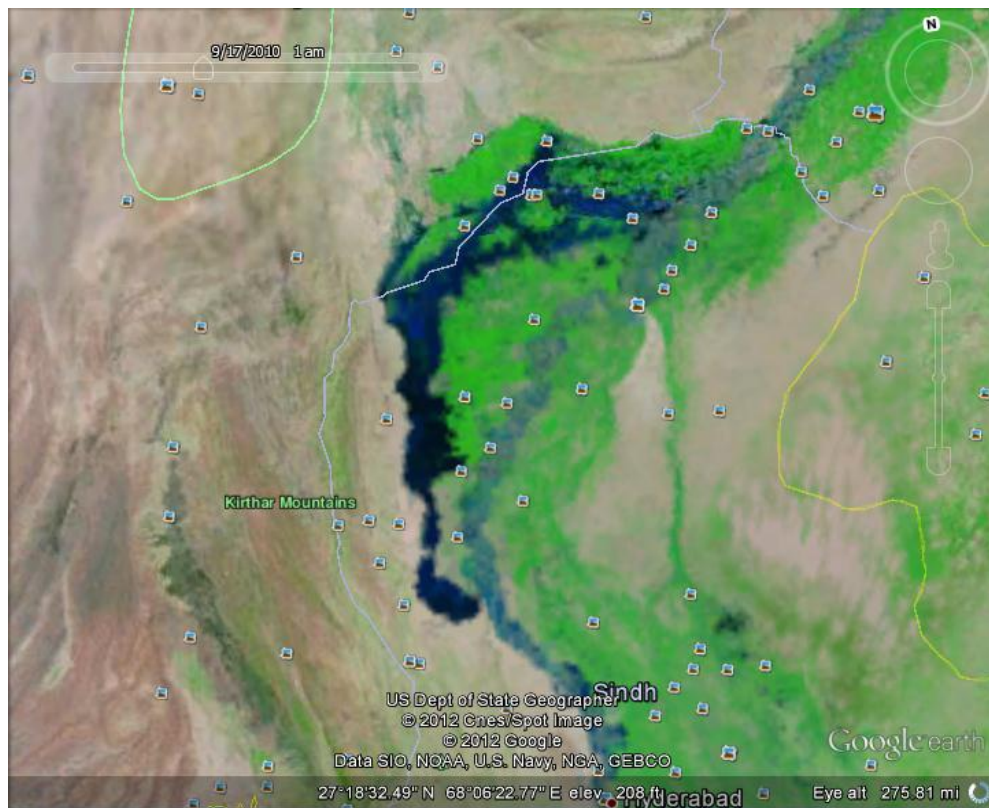 9/17/2010 1 am
N
Kirthar Mountains
Sindh
US Dept of State Geographer
© 2012 Cnes/Spot Image
© 2012 Google
Data SIO, NOAA, U.S. Navy, NGA, GEBCO
Google earth
27°18'32.49" N 68°06'22.77" E elev 208 ft
Hyderabad
Eye alt 275.81 mi